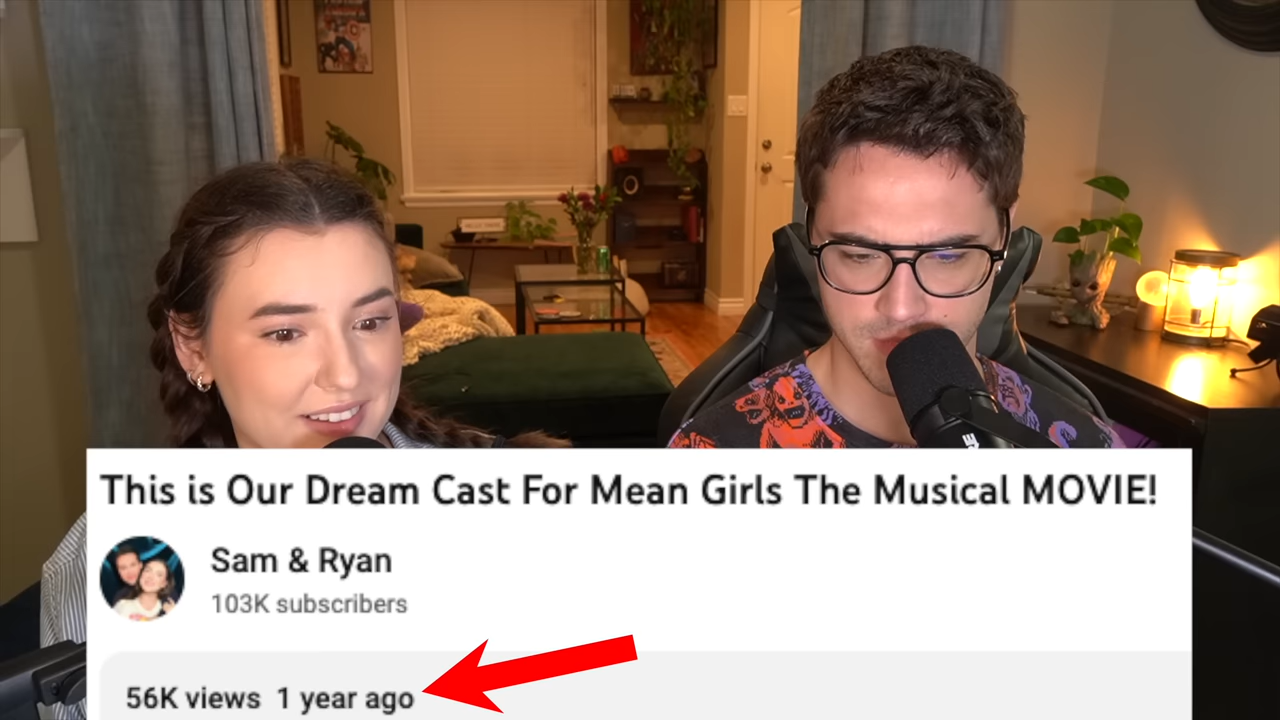 This is Our Dream Cast For Mean Girls The Musical MOVIE!
Sam & Ryan
103K subscribers
56K views 1 year ago